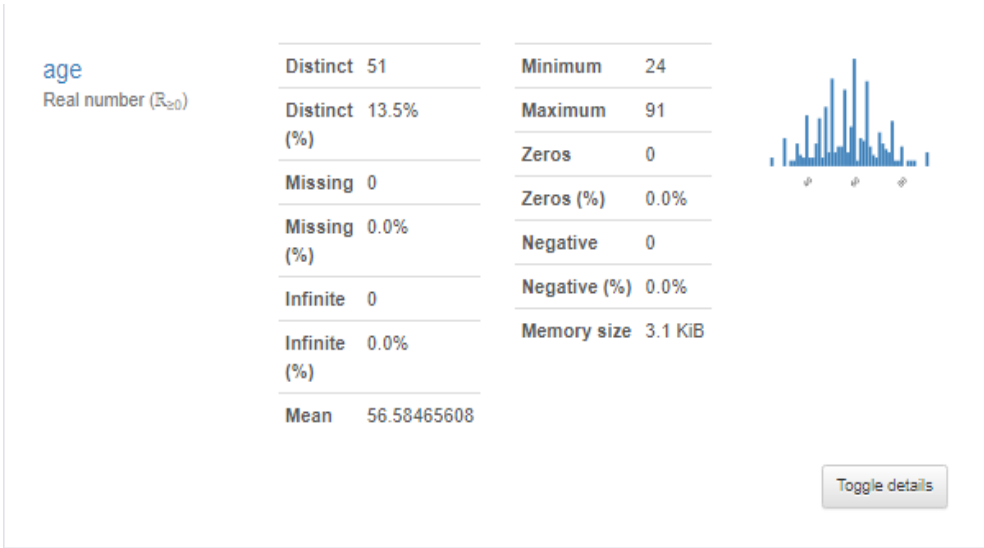 age
Real number (ℝ≥0)
Distinct 51
Distinct 13.5%
(%)
Missing 0
Missing 0.0%
(%)
Infinite 0
Infinite 0.0%
(%)
Mean 56.58465608
Minimum 24
Maximum 91
Zeros 0
Zeros (%) 0.0%
Negative 0
Negative (%) 0.0%
Memory size 3.1 KiB
Toggle details